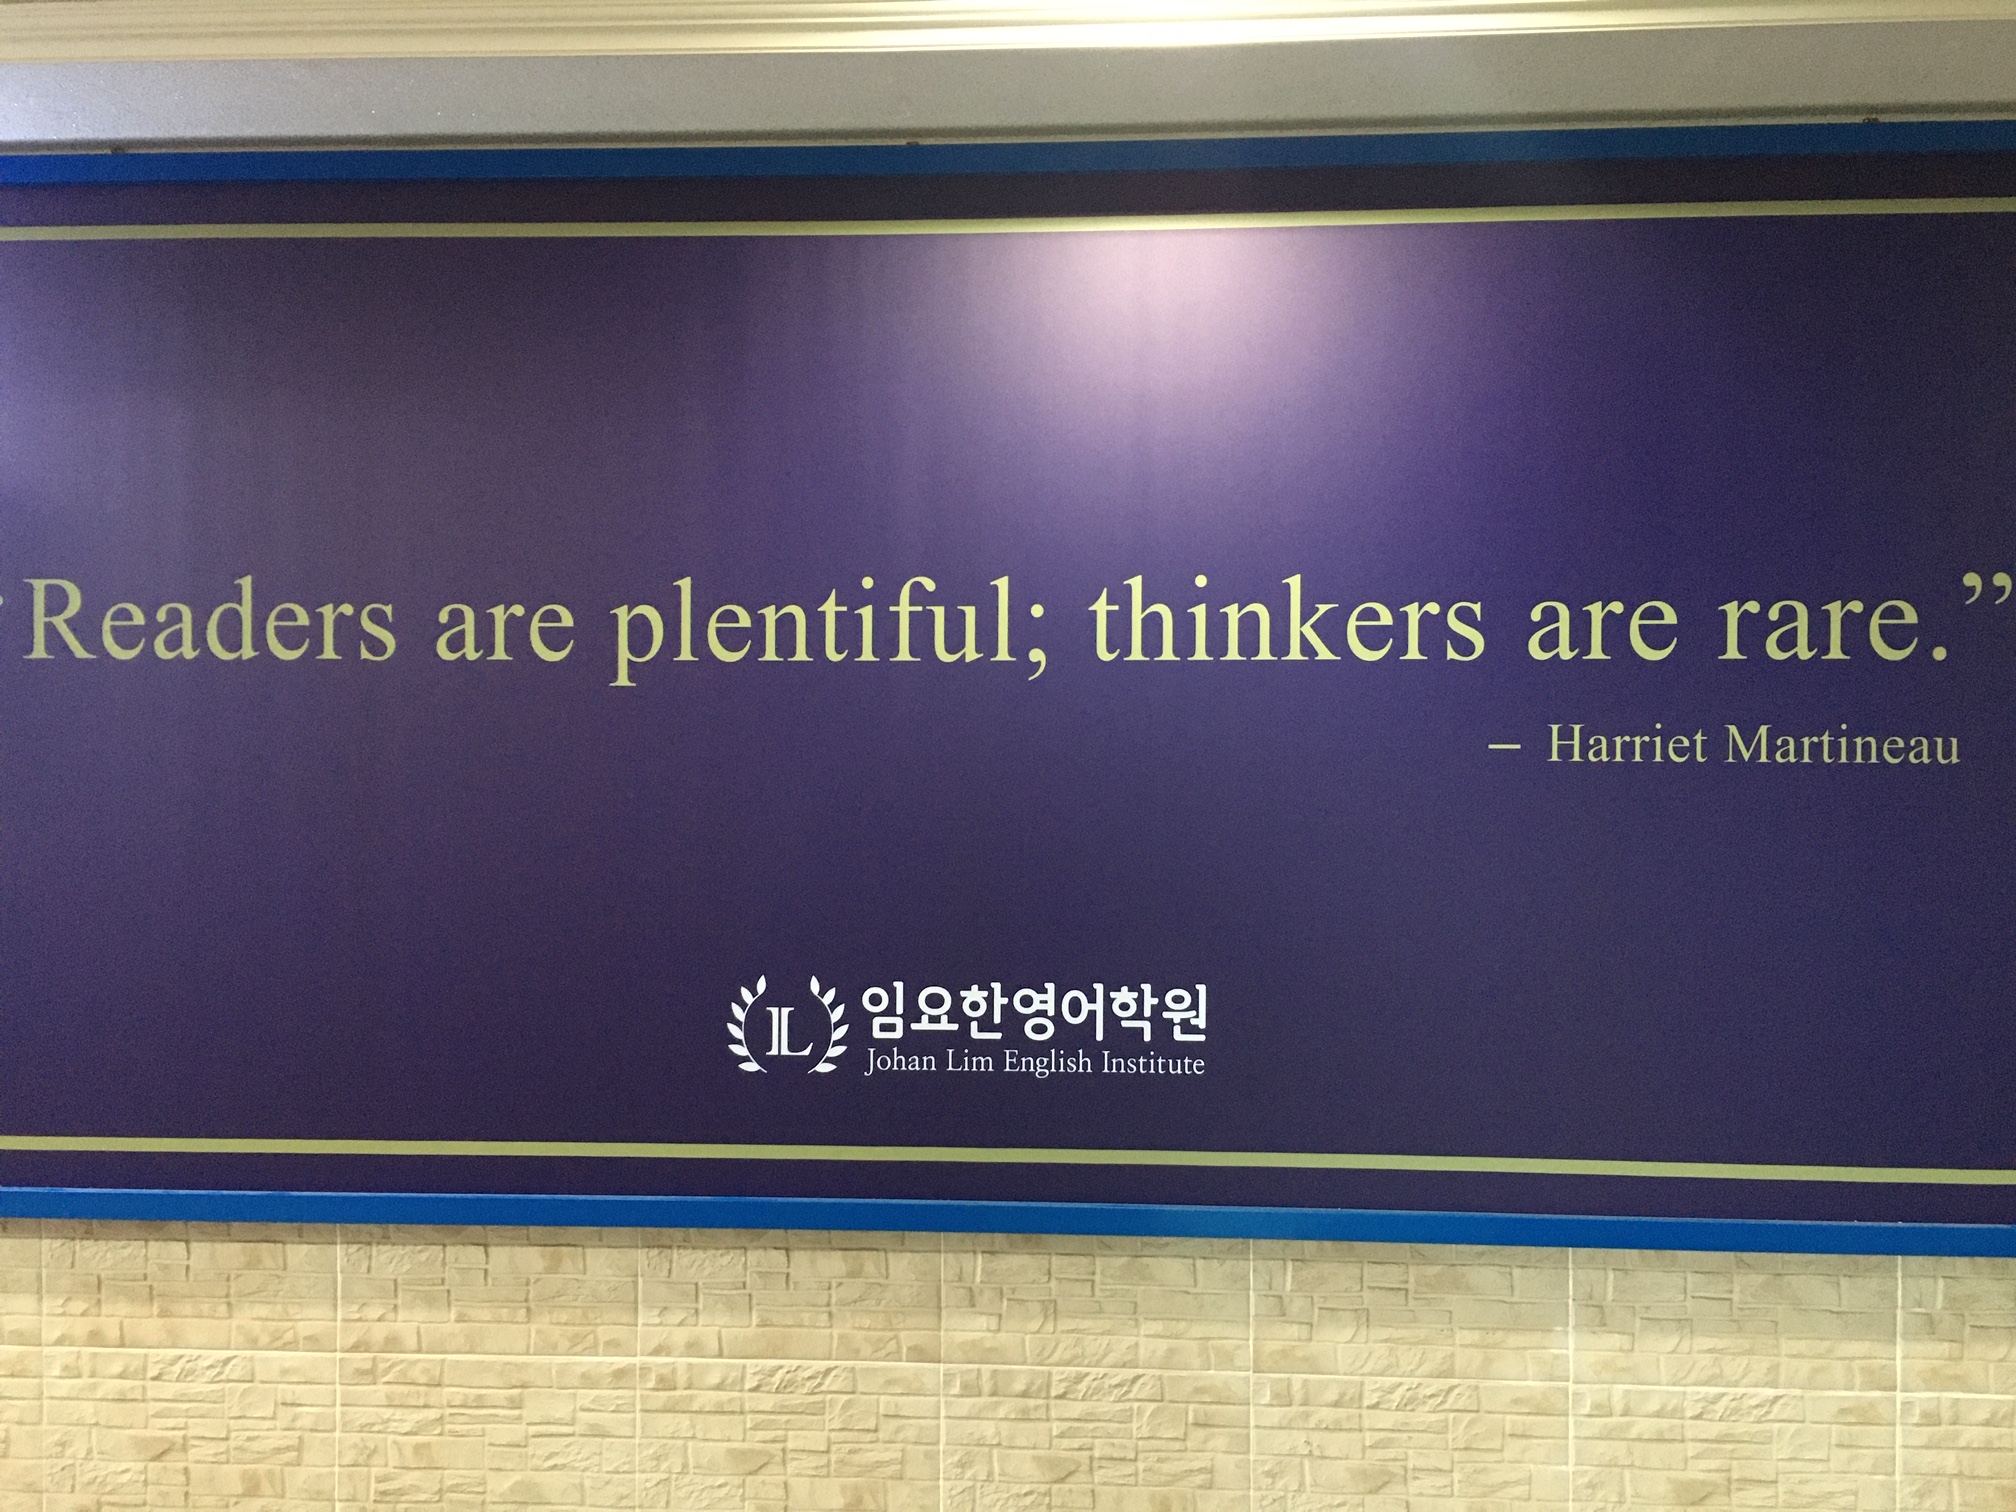 “Readers are plentiful; thinkers are rare.”
– Harriet Martineau
JL 임요한영어학원
Johan Lim English Institute